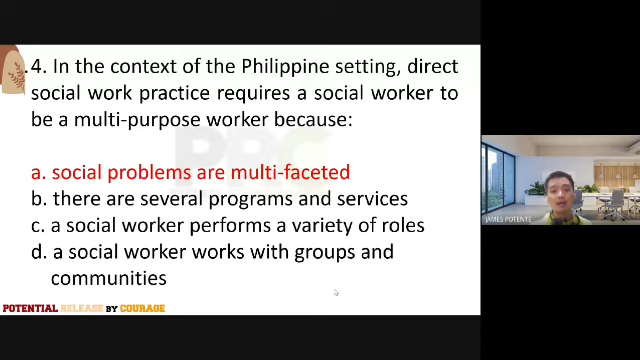 4. In the context of the Philippine setting, direct
social work practice requires a social worker to
be a multi-purpose worker because:
a. social problems are multi-faceted
b. there are several programs and services
c. a social worker performs a variety of roles
d. a social worker works with groups and
communities
POTENTIAL RELEASE BY COURAGE
JAMES POTENTE